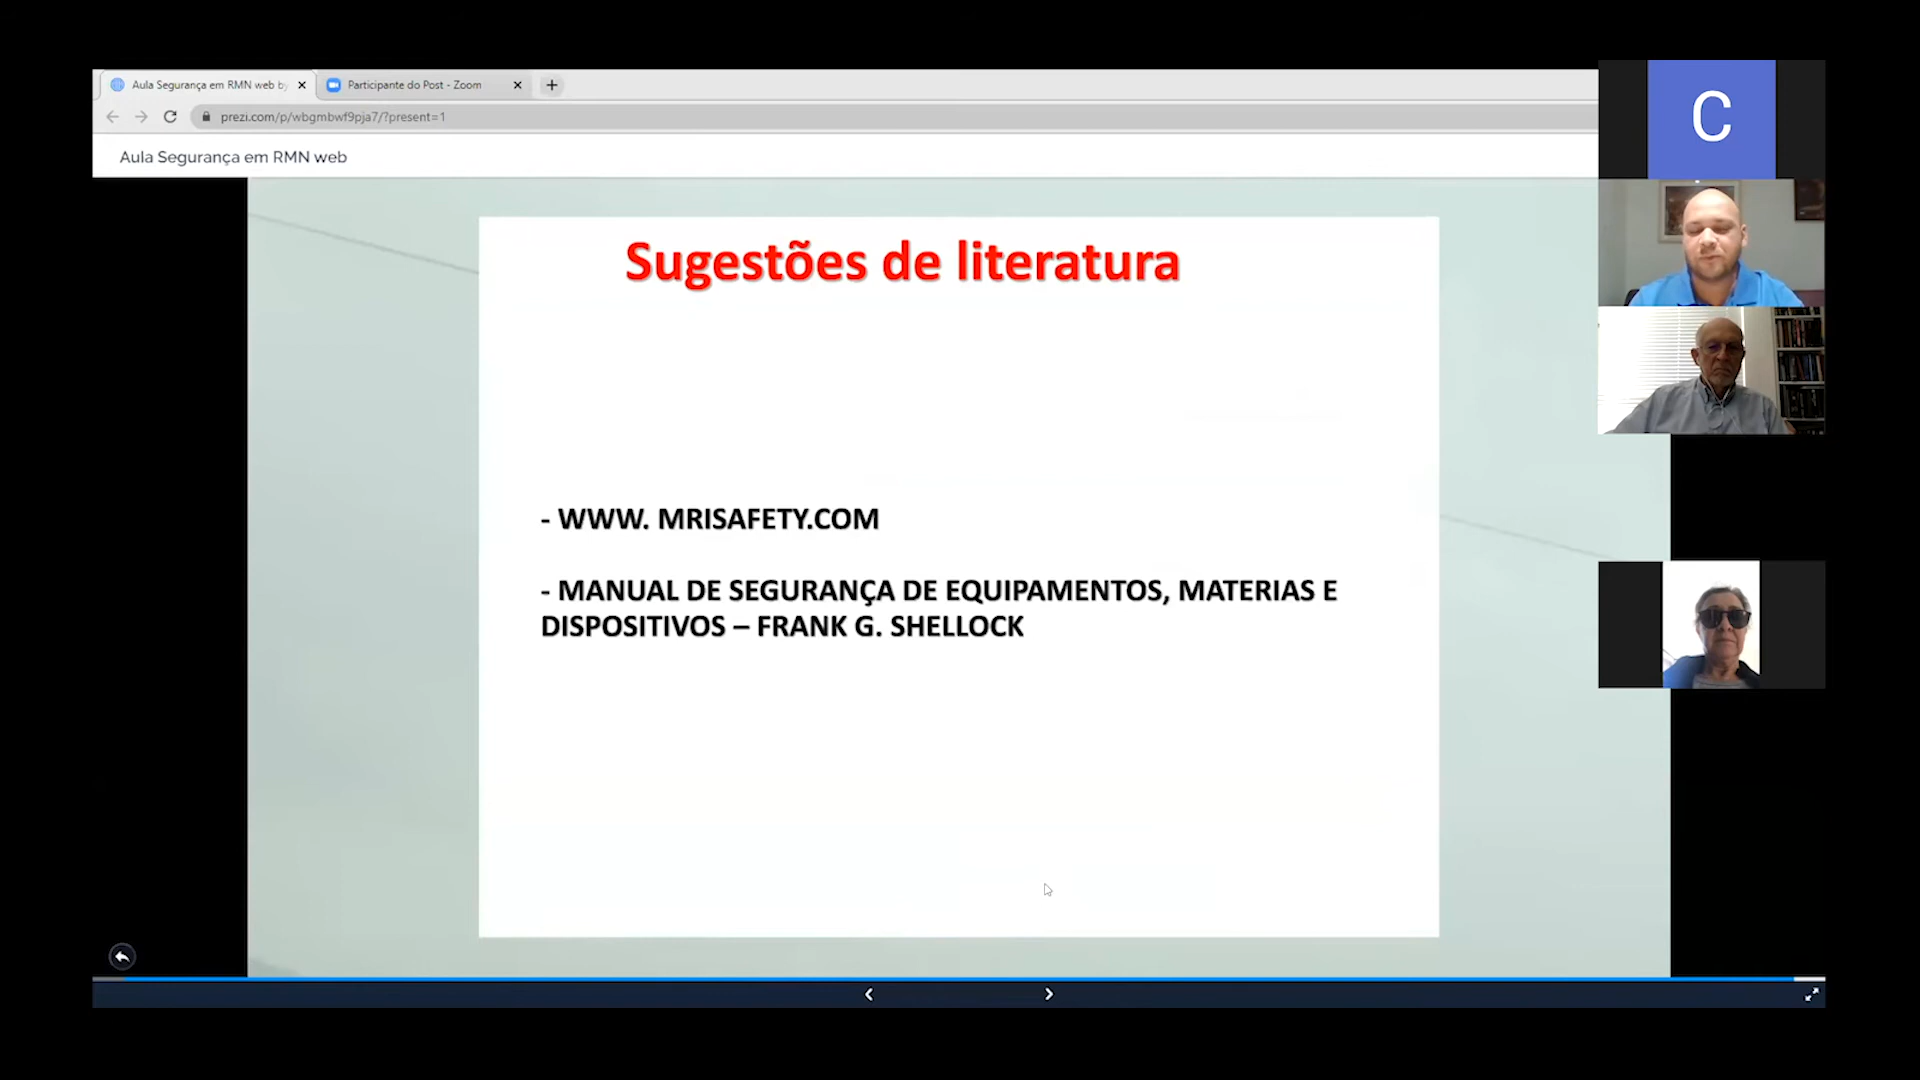 Aula Segurança em RMN web by
Participante do Post - Zoom
prezi.com/p/wbgmbwf9pja7/?present=1
Aula Segurança em RMN web
C
Sugestões de literatura
- WWW. MRISAFETY.COM
- MANUAL DE SEGURANÇA DE EQUIPAMENTOS, MATERIAS E
DISPOSITIVOS – FRANK G. SHELLOCK